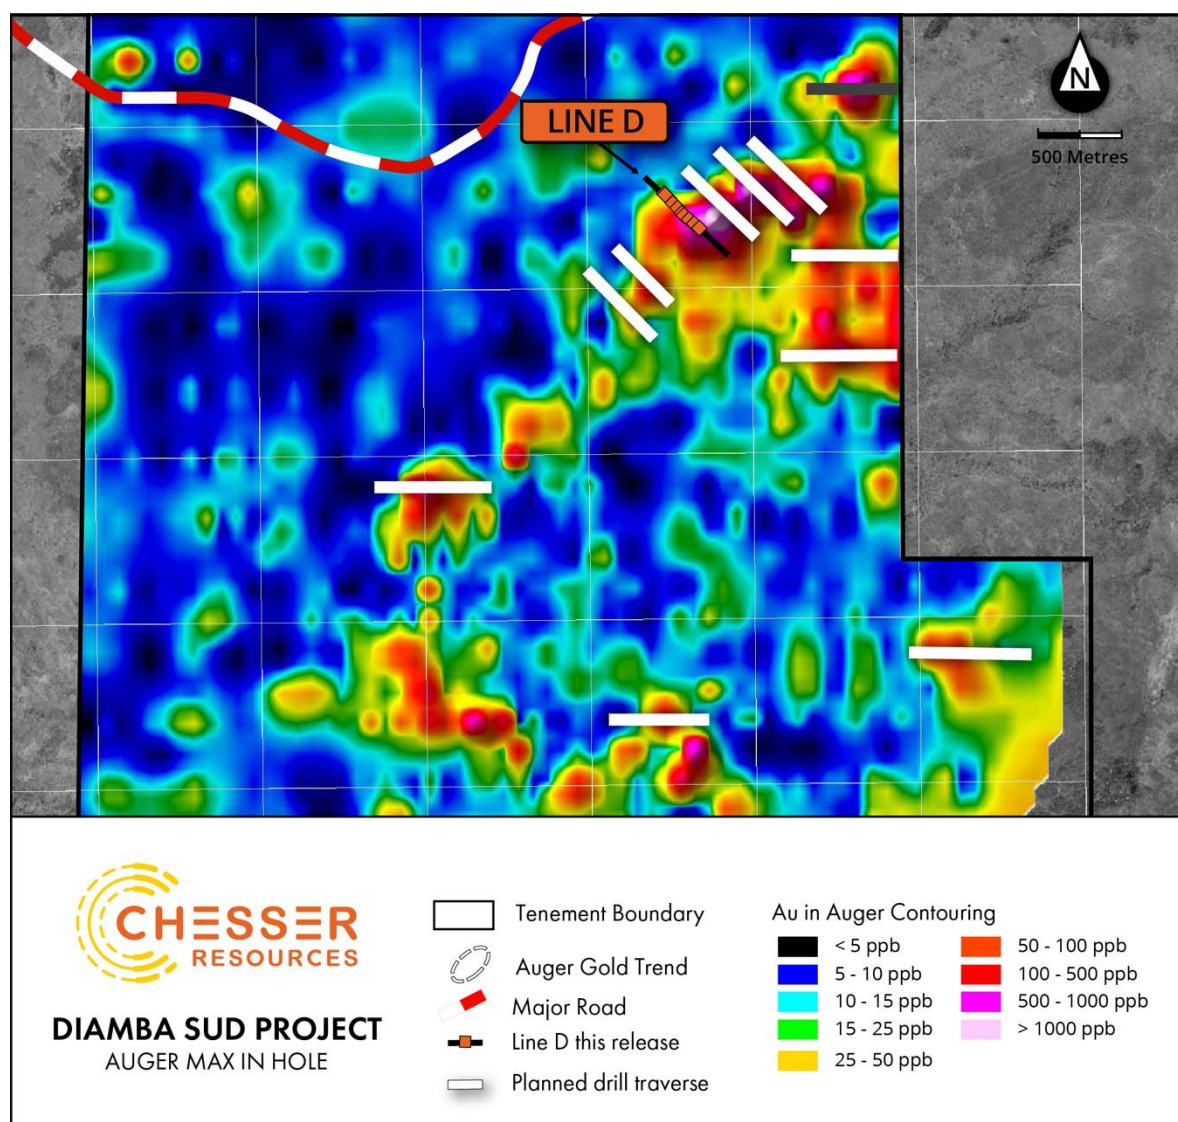 N
LINE D
500 Metres
CHESSER
RESOURCES
DIAMBA SUD PROJECT
AUGER MAX IN HOLE
Tenement Boundary
Auger Gold Trend
Major Road
Line D this release
Planned drill traverse
Au in Auger Contouring
< 5 ppb
5 - 10 ppb
10 - 15 ppb
15 - 25 ppb
25 - 50 ppb
50 - 100 ppb
100 - 500 ppb
500 - 1000 ppb
> 1000 ppb